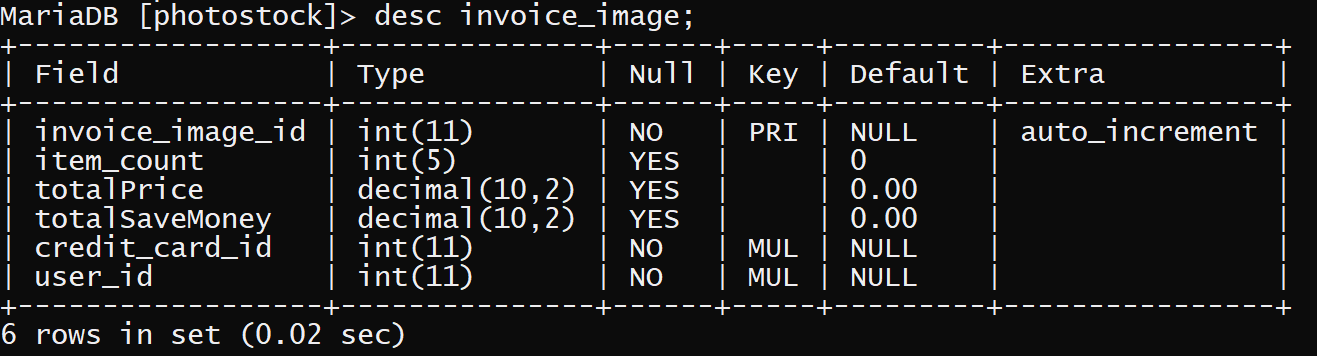 MariaDB [photostock]> desc invoice_image;
+------------------+---------------+------+-----+---------+----------------+
| Field            | Type          | Null | Key | Default | Extra          |
+------------------+---------------+------+-----+---------+----------------+
| invoice_image_id | int(11)       | NO   | PRI | NULL    | auto_increment |
| item_count       | int(5)        | YES  |     | 0       |                |
| totalPrice       | decimal(10,2) | YES  |     | 0.00    |                |
| totalSaveMoney   | decimal(10,2) | YES  |     | 0.00    |                |
| credit_card_id   | int(11)       | NO   | MUL | NULL    |                |
| user_id          | int(11)       | NO   | MUL | NULL    |                |
+------------------+---------------+------+-----+---------+----------------+
6 rows in set (0.02 sec)